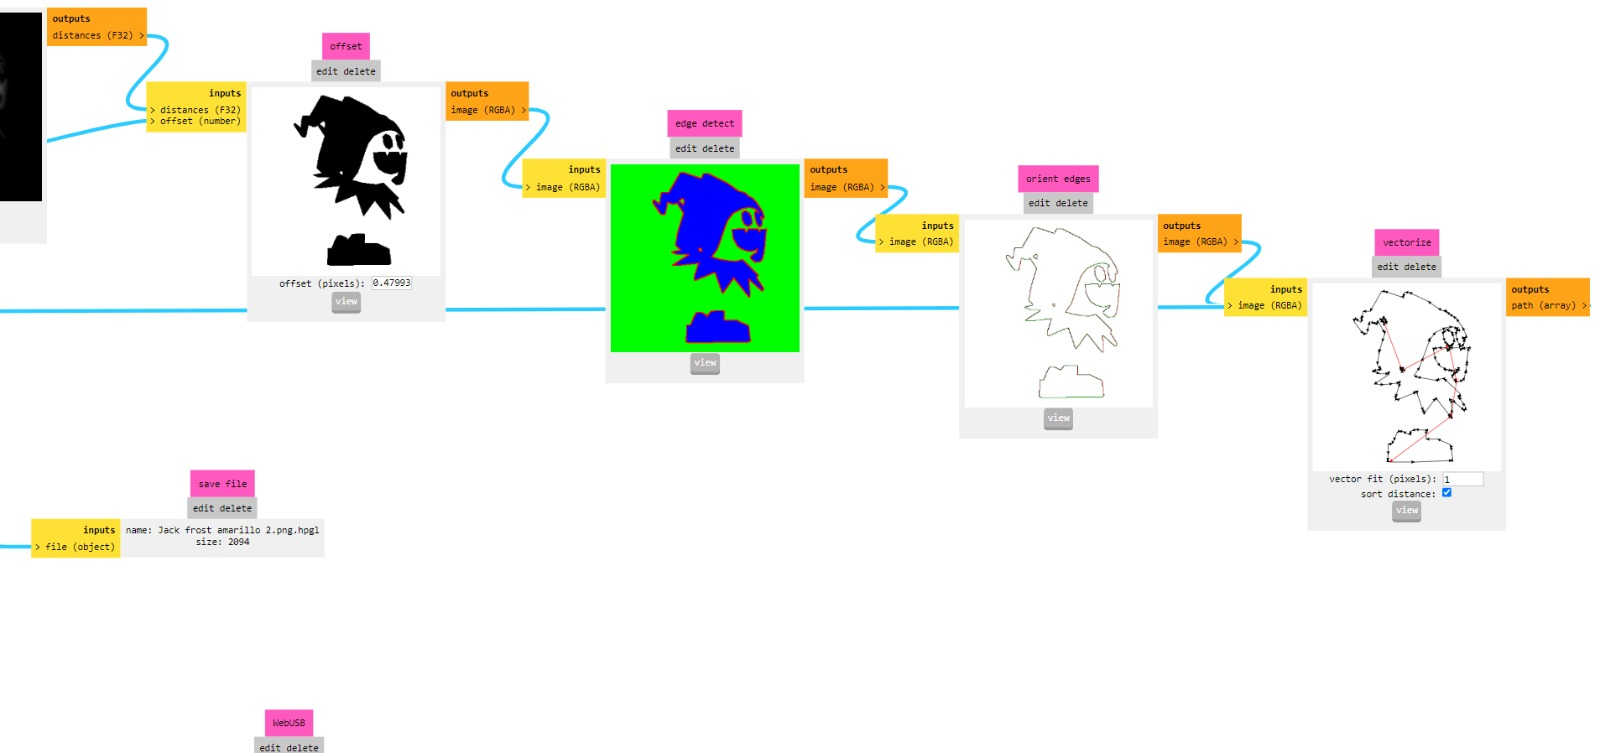 outputs
distances (F32) >
offset
edit delete
inputs
> distances (F32)
> offset (number)
outputs
image (RGBA) >
offset (pixels): 0.47993
view
edge detect
edit delete
inputs
> image (RGBA)
outputs
image (RGBA) >
view
orient edges
edit delete
inputs
> image (RGBA)
outputs
image (RGBA) >
view
vectorize
edit delete
inputs
> image (RGBA)
outputs
path (array) >
vector fit (pixels): 1
sort distance:
view
save file
edit delete
inputs
> file (object)
name: Jack frost amarillo 2.png.hpgl
size: 2094
WebUSB
edit delete